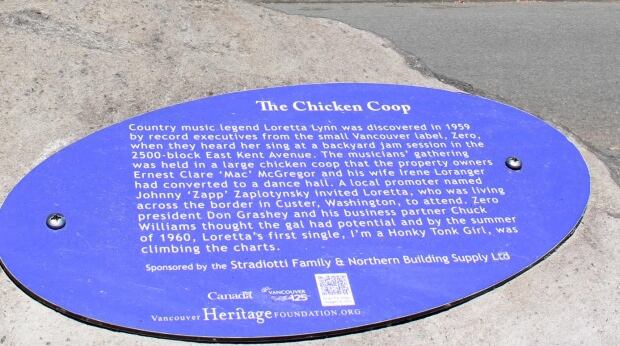 The Chicken Coop
Country music legend Loretta Lynn was discovered in 1959
by record executives from the small Vancouver label, Zero,
when they heard her sing at a backyard jam session in the
2500-block East Kent Avenue. The musicians' gathering
was held in a large chicken coop that the property owners
Ernest Clare 'Mac' McGregor and his wife Irene Loranger
had converted to a dance hall. A local promoter named
Johnny 'Zapp' Zaplotynsky invited Loretta, who was living
across the border in Custer, Washington, to attend. Zero
president Don Grashey and his business partner Chuck
Williams thought the gal had potential and by the summer
of 1960, Loretta's first single, I'm a Honky Tonk Girl, was
climbing the charts.
Sponsored by the Stradiotti Family & Northern Building Supply Ltd
Canada VANCOUVER 125
Vancouver Heritage FOUNDATION.ORG